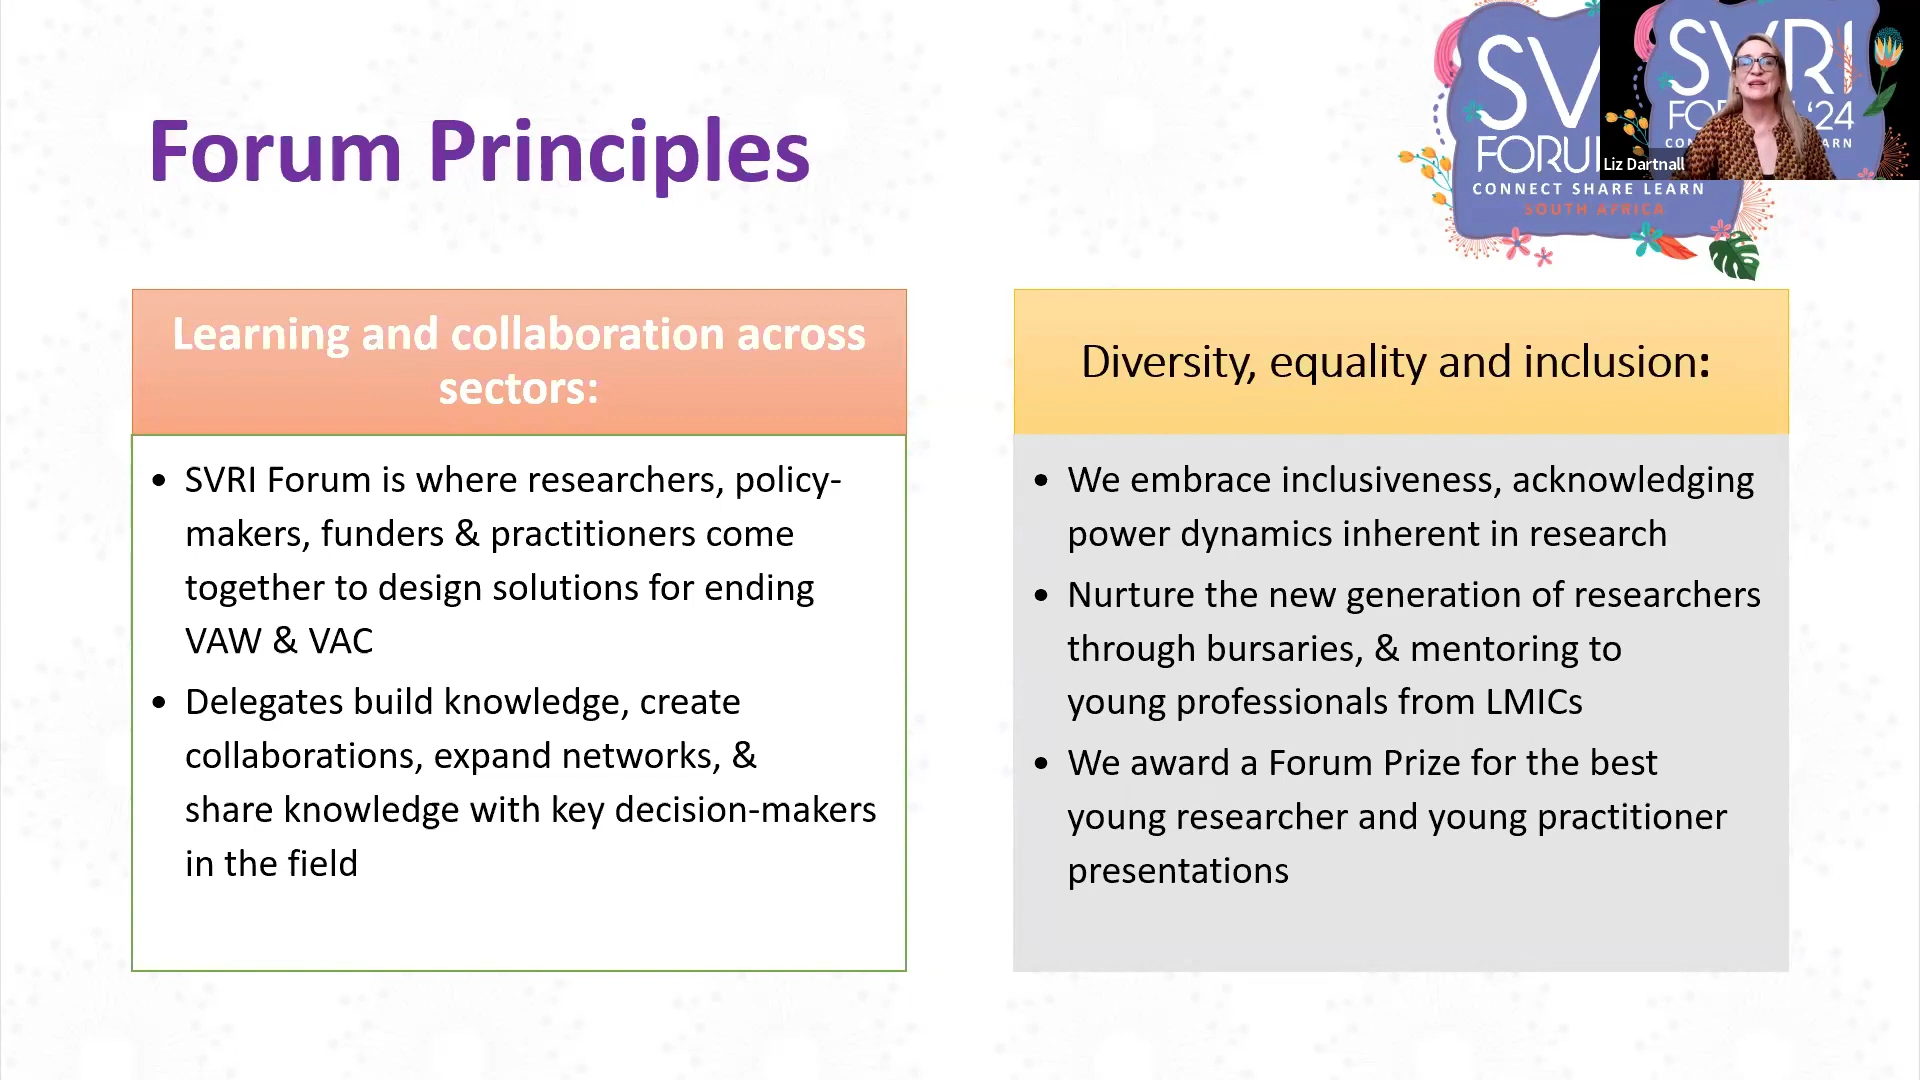 Forum Principles
SV
FORU
CONNECT SHARE LEARN
SOUTH AFRICA
SVRI
FO
'24
CON
ARN
Liz Dartnall
Learning and collaboration across
sectors:
• SVRI Forum is where researchers, policy-
makers, funders & practitioners come
together to design solutions for ending
VAW & VAC
• Delegates build knowledge, create
collaborations, expand networks, &
share knowledge with key decision-makers
in the field
Diversity, equality and inclusion:
• We embrace inclusiveness, acknowledging
power dynamics inherent in research
• Nurture the new generation of researchers
through bursaries, & mentoring to
young professionals from LMICs
• We award a Forum Prize for the best
young researcher and young practitioner
presentations